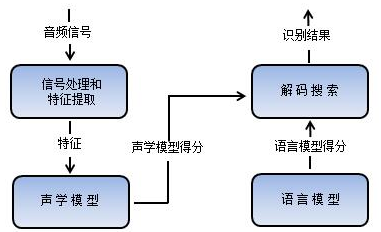 音频信号
识别结果
信号处理和
特征提取
解码搜索
特征
声学模型得分
语言模型得分
声学模型
语言模型